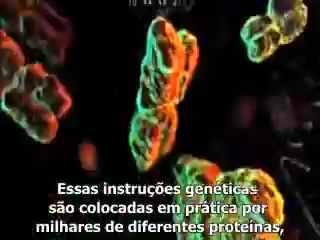 Essas instruções genéticas
são colocadas em prática por
milhares de diferentes proteínas,